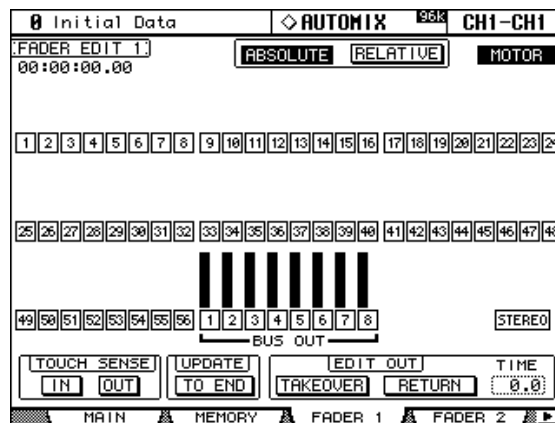 0 Initial Data ◇AUTOMIX 96k CH1-CH1
FADER EDIT 1
ABSOLUTE RELATIVE MOTOR
00:00:00.00
1 2 3 4 5 6 7 8 9 10 11 12 13 14 15 16 17 18 19 20 21 22 23 24
25 26 27 28 29 30 31 32 33 34 35 36 37 38 39 40 41 42 43 44 45 46 47 48
49 50 51 52 53 54 55 56 1 2 3 4 5 6 7 8 STEREO
BUS OUT
TOUCH SENSE UPDATE EDIT OUT TIME
IN OUT TO END TAKEOVER RETURN 0.0
MAIN MEMORY FADER 1 FADER 2